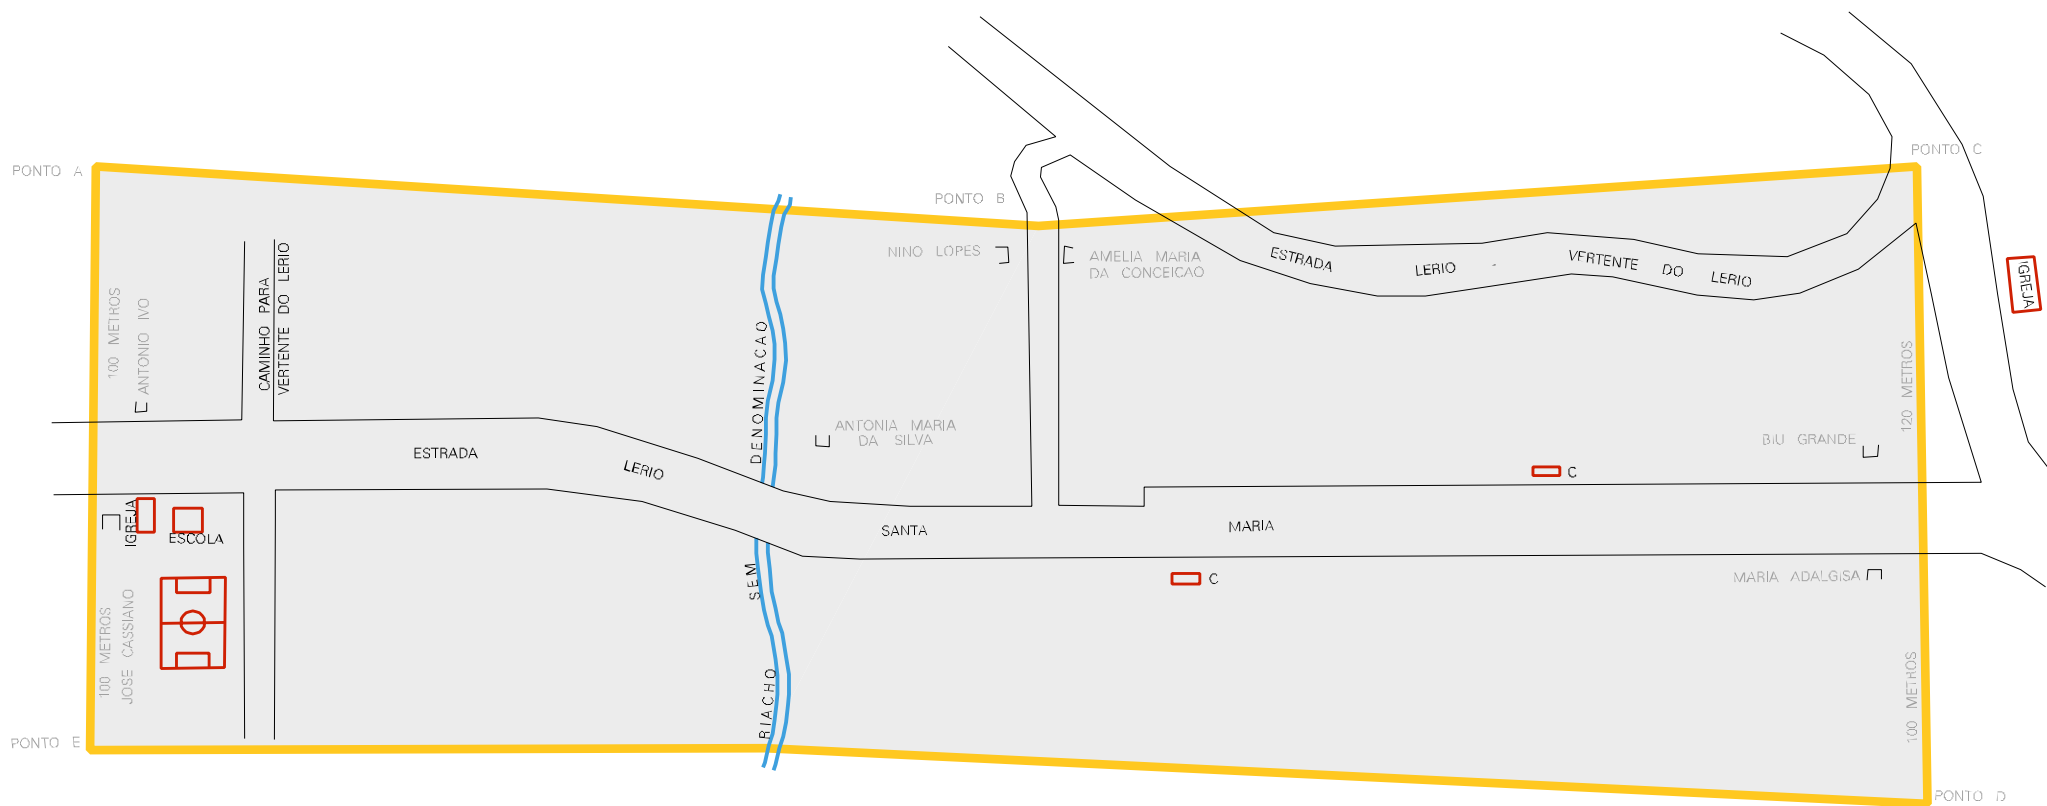 PONTO C
PONTO A
PONTO B
NINO LOPES
AMELIA MARIA
DA CONCEICAO
ESTRADA
LERIO
-
VERTENTE
DO
LERIO
IGREJA
100 METROS
ANTONIO IVO
CAMINHO PARA
VERTENTE DO LERIO
120 METROS
ANTONIA MARIA
DA SILVA
BIU GRANDE
ESTRADA
LERIO
C
SANTA
MARIA
IGREJA
ESCOLA
C
MARIA ADALGISA
100 METROS
JOSE CASSIANO
RIACHO
SEM
DENOMINACAO
100 METROS
PONTO E
PONTO D